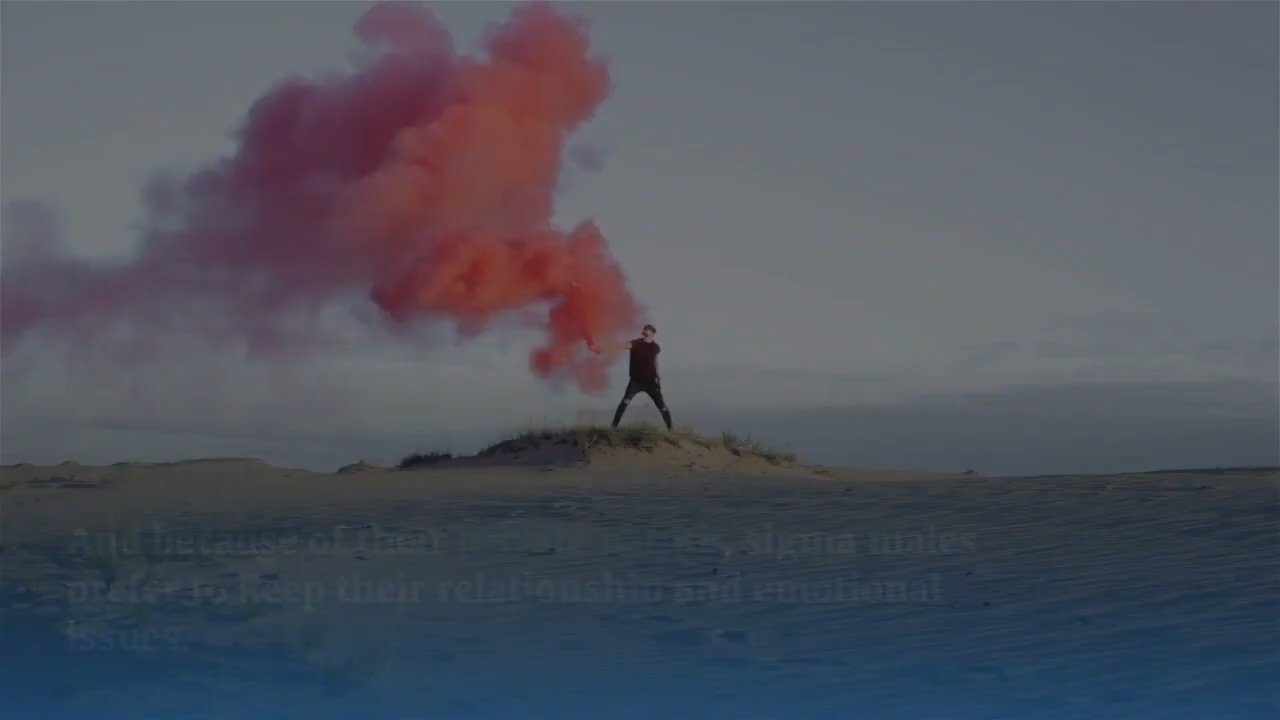 And because of their , sigma males
prefer to keep their relationship and emotional
issues.